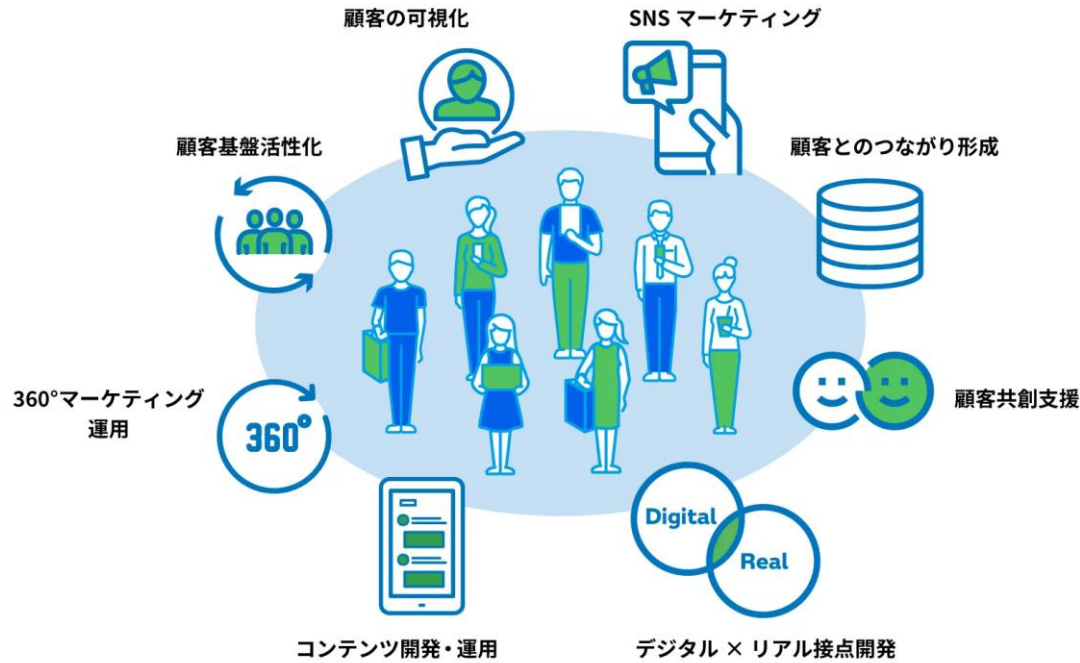 顧客の可視化
SNS マーケティング
顧客基盤活性化
顧客とのつながり形成
360°マーケティング
運用
360°
顧客共創支援
Digital
Real
コンテンツ開発・運用
デジタル × リアル接点開発